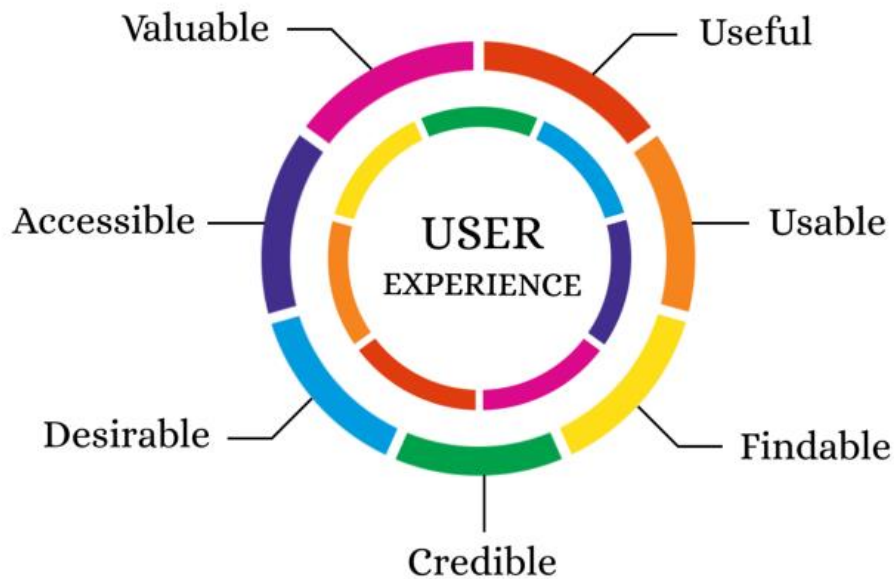 Valuable
Useful
Accessible
USER
EXPERIENCE
Usable
Desirable
Findable
Credible